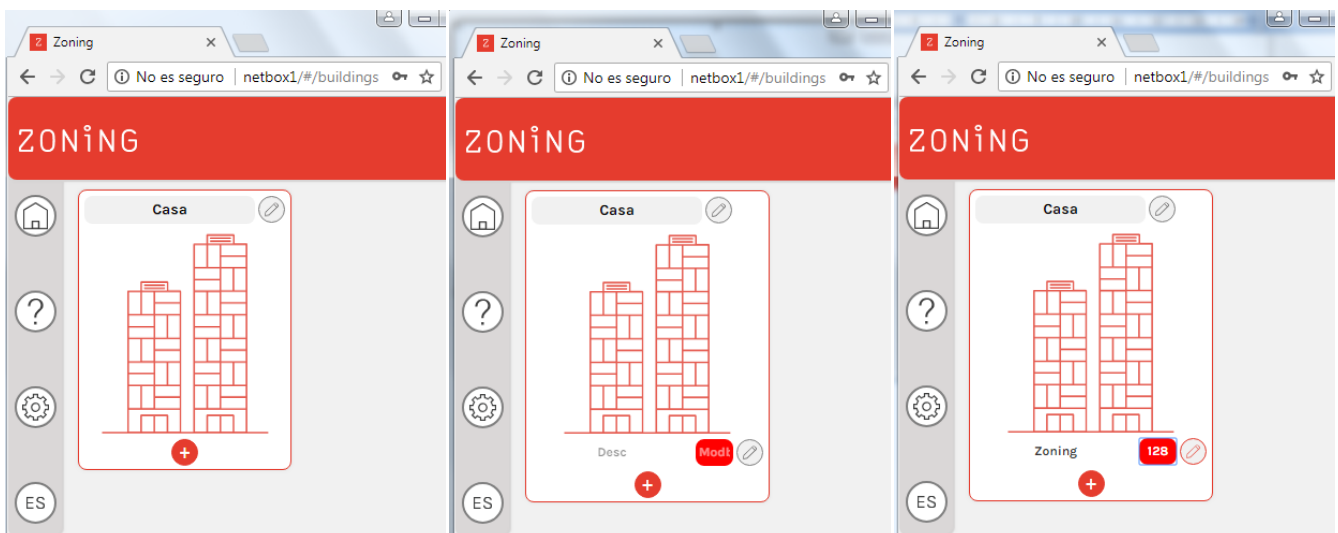 Zoning
No es seguro netbox1/#/buildings
ZONiNG
Casa
?
+
ES
Zoning
No es seguro netbox1/#/buildings
ZONiNG
Casa
?
Desc Modt
+
ES
Zoning
No es seguro netbox1/#/buildings
ZONiNG
Casa
?
Zoning 128
+
ES